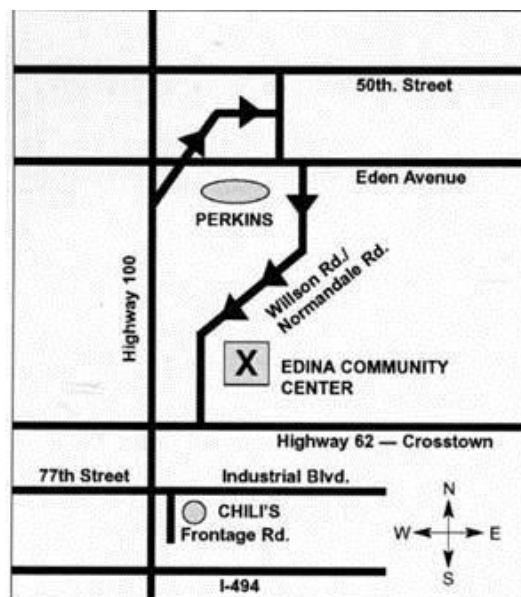 50th. Street
Eden Avenue
PERKINS
Highway 100
Willson Rd./
Normandale Rd.
X
EDINA COMMUNITY
CENTER
Highway 62 — Crosstown
77th Street
Industrial Blvd.
CHILI'S
Frontage Rd.
N
W
E
S
I-494